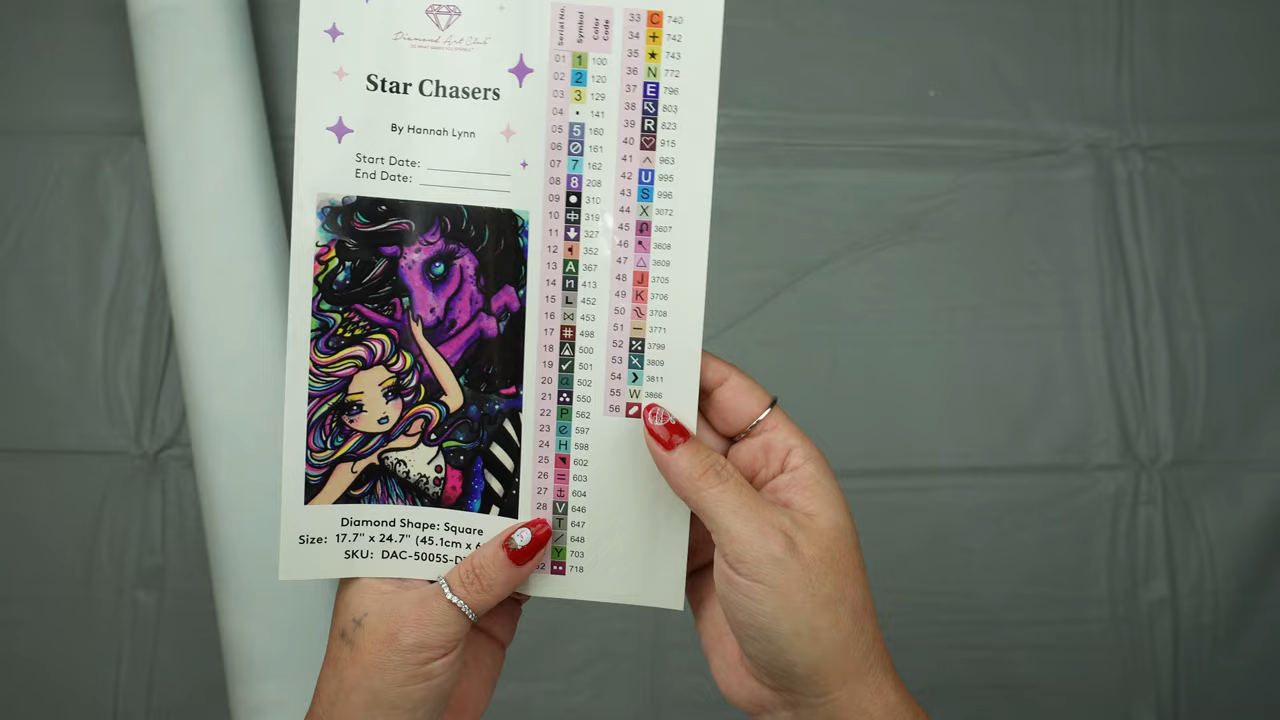 Diamond Art Club
Star Chasers
By Hannah Lynn
Start Date:
End Date:
Diamond Shape: Square
Size: 17.7" x 24.7" (45.1cm x
SKU: DAC-5005S-D
Serial No. Symbol Color Code
01 1 100
02 2 120
03 3 129
04 141
05 5 160
06 161
07 7 162
08 8 208
09 310
10 319
11 327
12 352
13 A 367
14 n 413
15 L 452
16 453
17 # 498
18 500
19 ✓ 501
20 a 502
21 550
22 P 562
23 e 597
24 H 598
25 602
26 = 603
27 604
28 V 646
T 647
/ 648
Y 703
718
33 C 740
34 + 742
35 ★ 743
36 N 772
37 E 796
38 803
39 R 823
40 ♡ 915
41 963
42 U 995
43 S 996
44 X 3072
45 3607
46 3608
47 △ 3609
48 J 3705
49 K 3706
50 3708
51 — 3771
52 3799
53 3809
54 3811
55 W 3866
56